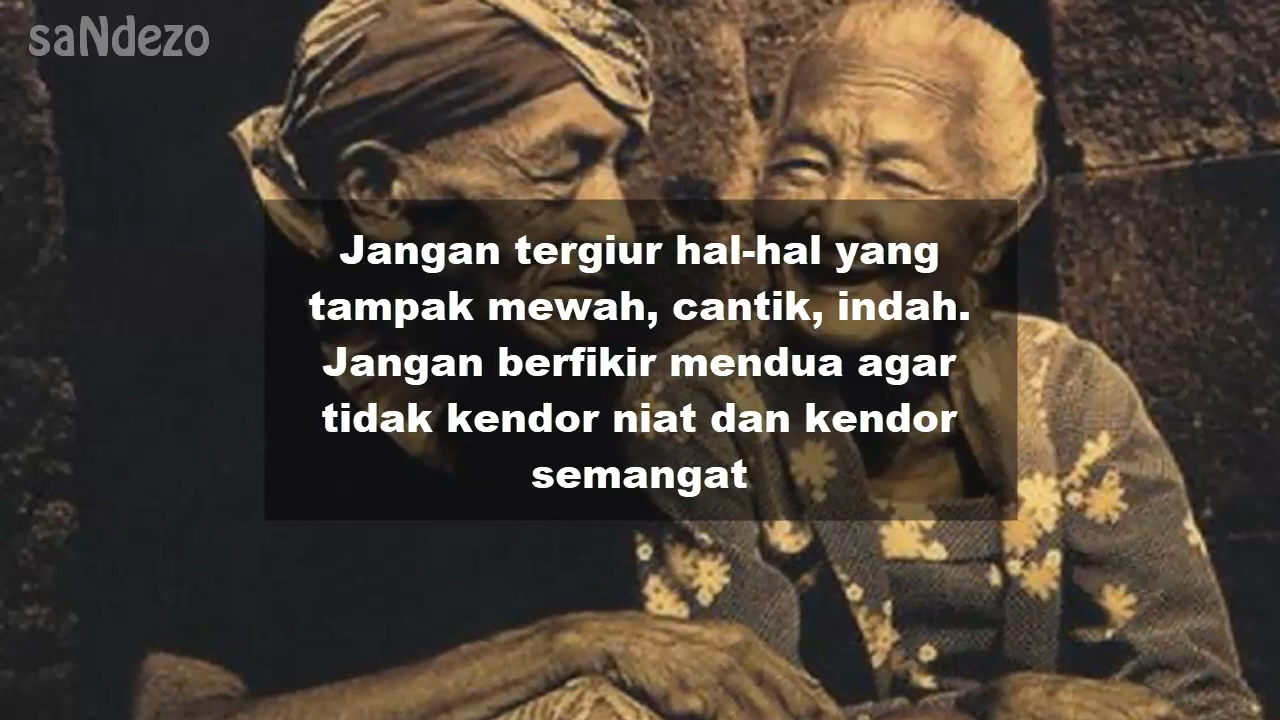 saNdezo
Jangan tergiur hal-hal yang
tampak mewah, cantik, indah.
Jangan berfikir mendua agar
tidak kendor niat dan kendor
semangat